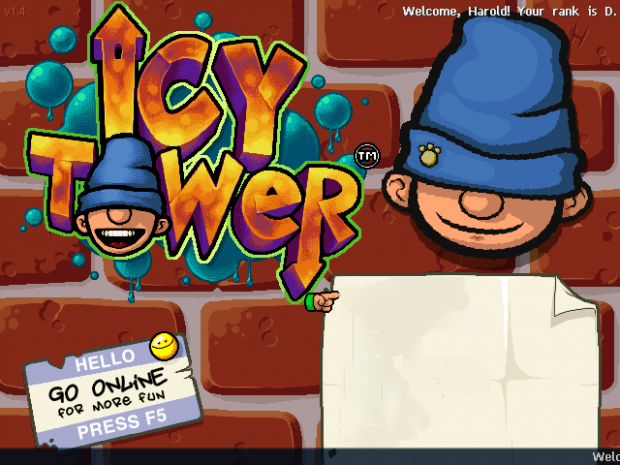 v1.4
Welcome, Harold! Your rank is D.
ICY
TOWER
TM
HELLO
GO ONLINE
FOR MORE FUN
PRESS F5
Welc